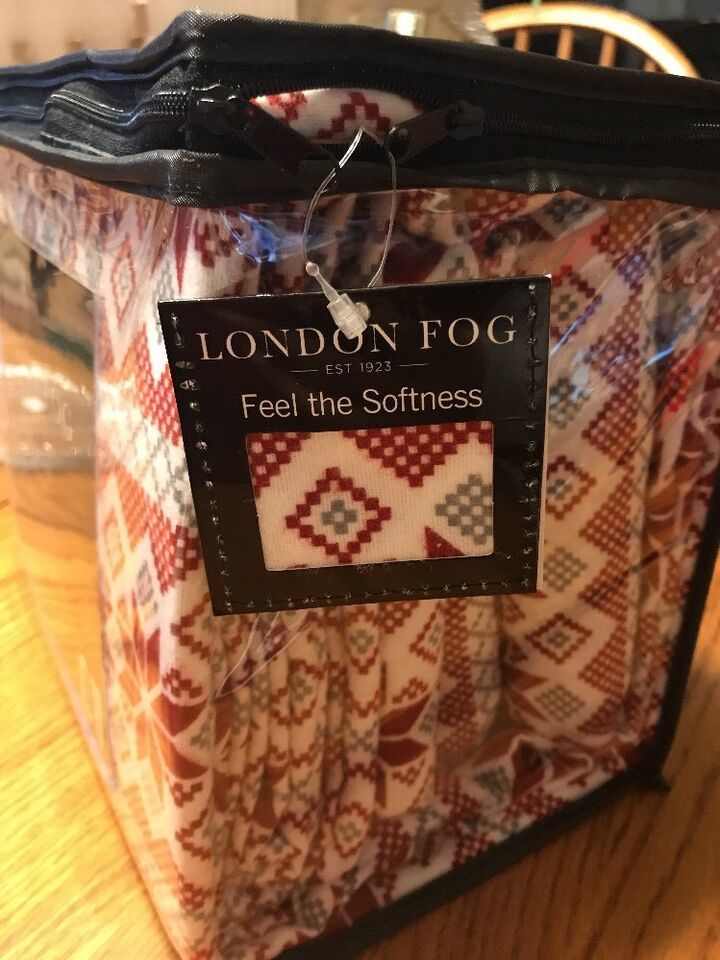 LONDON FOG
EST 1923
Feel the Softness